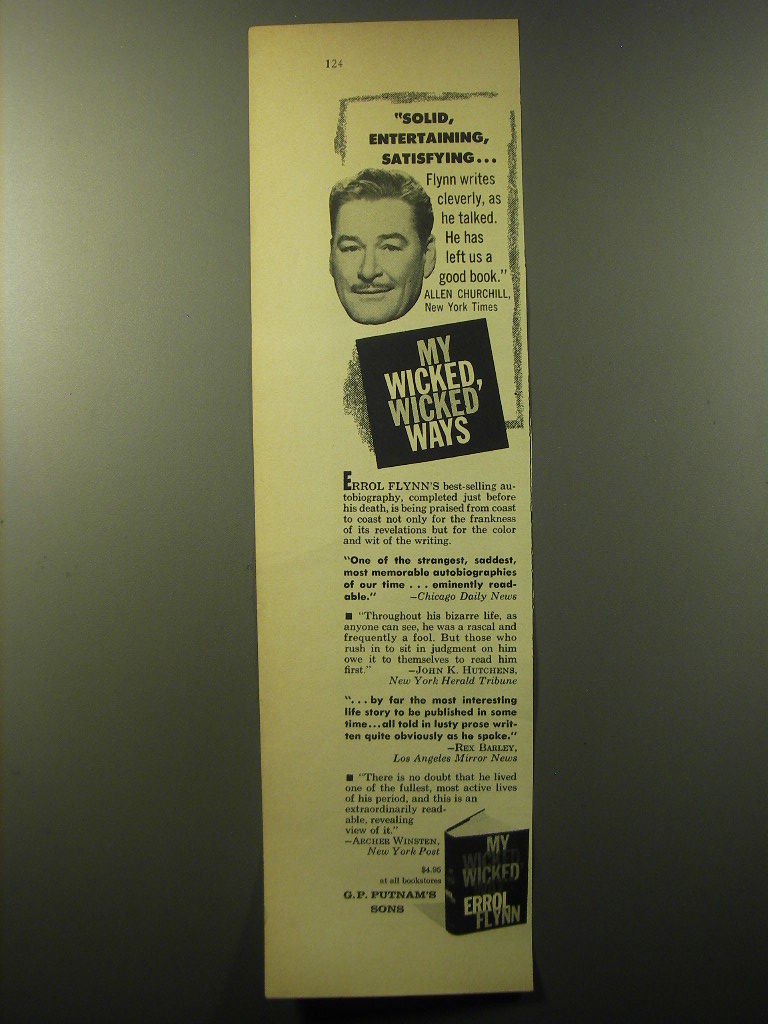 124
"SOLID,
ENTERTAINING,
SATISFYING...
Flynn writes
cleverly, as
he talked.
He has
left us a
good book."
ALLEN CHURCHILL,
New York Times
MY
WICKED,
WICKED
WAYS
ERROL FLYNN'S best-selling au-
tobiography, completed just before
his death, is being praised from coast
to coast not only for the frankness
of its revelations but for the color
and wit of the writing.
"One of the strangest, saddest,
most memorable autobiographies
of our time . . . eminently read-
able." —Chicago Daily News
■ "Throughout his bizarre life, as
anyone can see, he was a rascal and
frequently a fool. But those who
rush in to sit in judgment on him
owe it to themselves to read him
first." —JOHN K. HUTCHENS,
New York Herald Tribune
". . . by far the most interesting
life story to be published in some
time...all told in lusty prose writ-
ten quite obviously as he spoke."
—REX BARLEY,
Los Angeles Mirror News
■ "There is no doubt that he lived
one of the fullest, most active lives
of his period, and this is an
extraordinarily read-
able, revealing
view of it."
—ARCHER WINSTEN,
New York Post
$4.95
at all bookstores
G.P. PUTNAM'S
SONS
MY
WICKED
WICKED
WAYS
ERROL
FLYNN